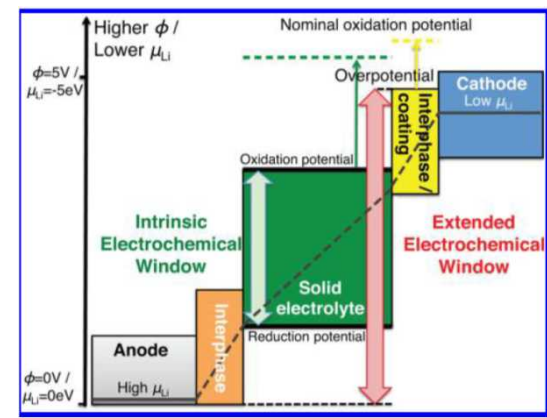 Higher ϕ /
Lower μLi
Nominal oxidation potential
ϕ=5V /
μLi=-5eV
Overpotential
Cathode
Low μLi
Interphase /
coating
Oxidation potential
Intrinsic
Electrochemical
Window
Extended
Electrochemical
Window
Solid
electrolyte
Interphase
Reduction potential
Anode
High μLi
ϕ=0V /
μLi=0eV